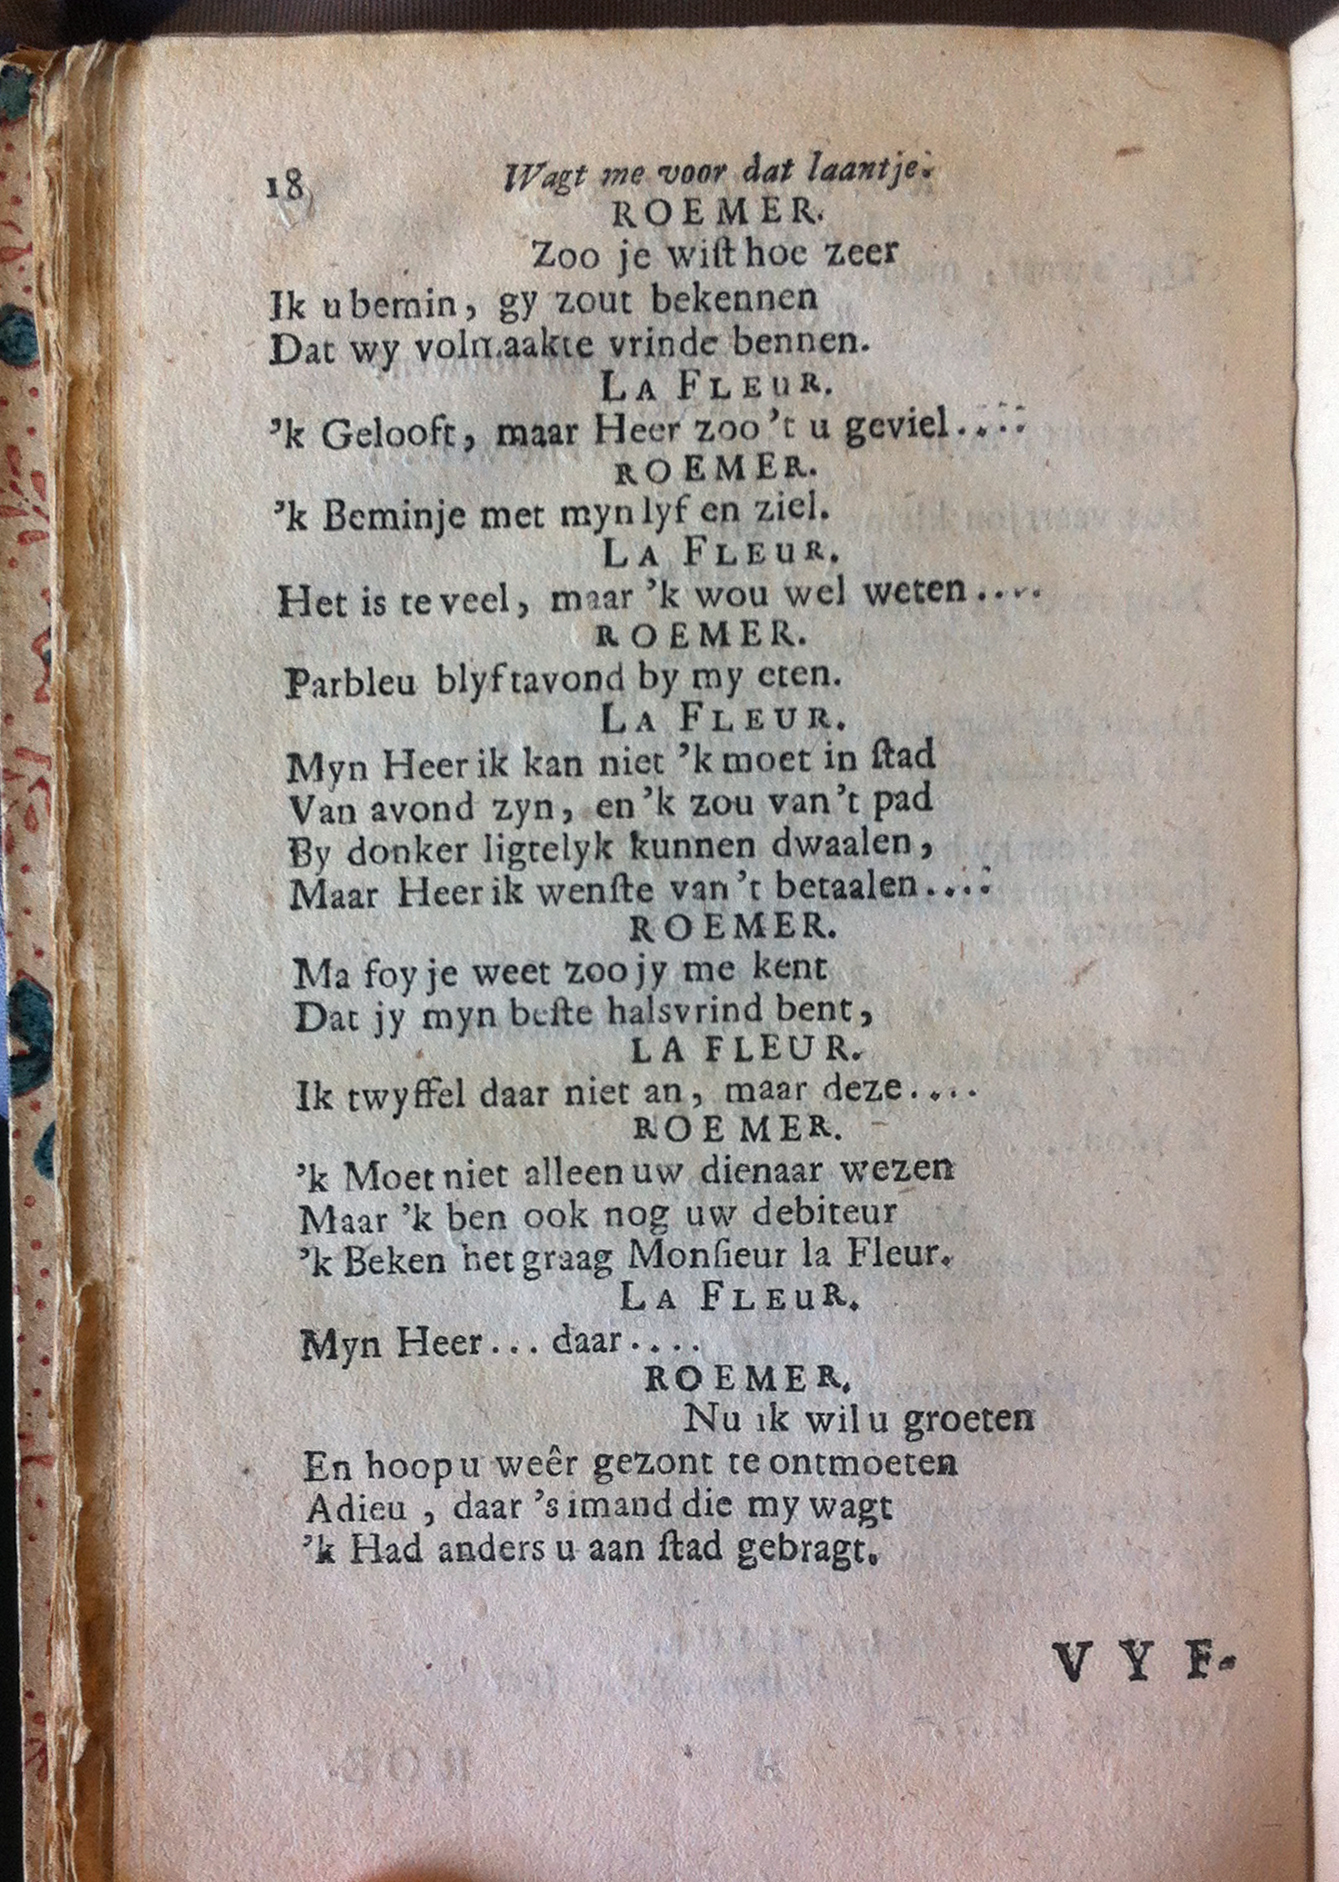 18 Wagt me voor dat laantje.
ROEMER.
Zoo je wiſt hoe zeer
Ik u bemin, gy zout bekennen
Dat wy volmaakte vrinde bennen.
LA FLEUR.
'k Gelooft, maar Heer zoo 't u geviel....
ROEMER.
'k Beminje met myn lyf en ziel.
LA FLEUR.
Het is te veel, maar 'k wou wel weten....
ROEMER.
Parbleu blyf tavond by my eten.
LA FLEUR.
Myn Heer ik kan niet 'k moet in ſtad
Van avond zyn, en 'k zou van 't pad
By donker ligtelyk kunnen dwaalen,
Maar Heer ik wenſte van 't betaalen....
ROEMER.
Ma foy je weet zoo jy me kent
Dat jy myn beſte halsvrind bent,
LA FLEUR.
Ik twyffel daar niet an, maar deze....
ROEMER.
'k Moet niet alleen uw dienaar wezen
Maar 'k ben ook nog uw debiteur
'k Beken het graag Monſieur la Fleur.
LA FLEUR.
Myn Heer... daar....
ROEMER.
Nu ik wil u groeten
En hoop u weêr gezont te ontmoeten
Adieu, daar 's imand die my wagt
'k Had anders u aan ſtad gebragt.
VYF-